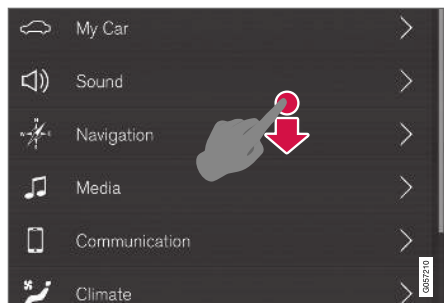 My Car
Sound
Navigation
Media
Communication
Climate
G057210